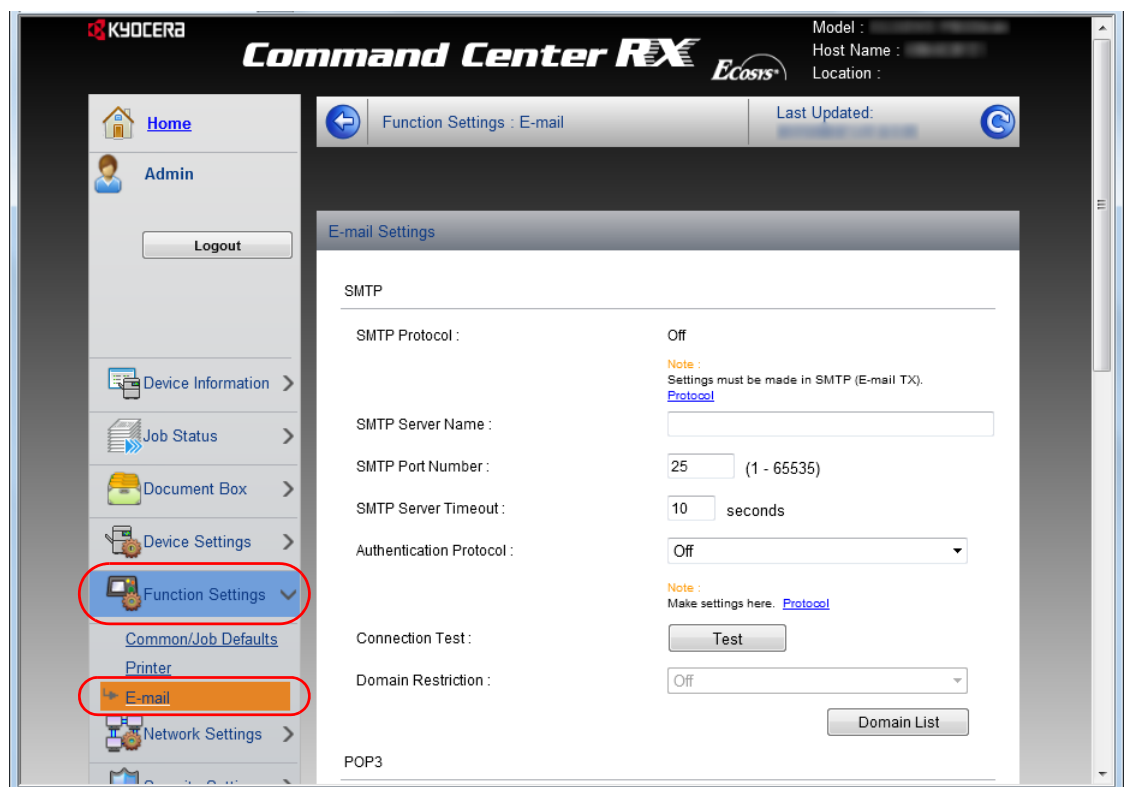 KYOCERA
Command Center RX
Ecosys
Model :
Host Name :
Location :
Home
Admin
Logout
Device Information
Job Status
Document Box
Device Settings
Function Settings
Common/Job Defaults
Printer
E-mail
Network Settings
Function Settings : E-mail
Last Updated:
E-mail Settings
SMTP
SMTP Protocol : Off
Note :
Settings must be made in SMTP (E-mail TX).
Protocol
SMTP Server Name :
SMTP Port Number : 25 (1 - 65535)
SMTP Server Timeout : 10 seconds
Authentication Protocol : Off
Note :
Make settings here. Protocol
Connection Test : Test
Domain Restriction : Off
Domain List
POP3